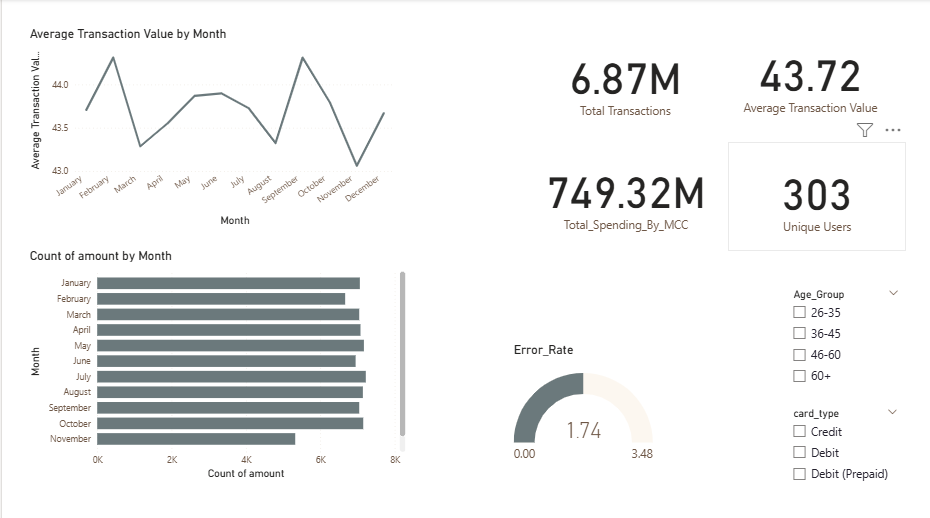 Average Transaction Value by Month
Average Transaction Val...
44.0
43.5
43.0
January
February
March
April
May
June
July
August
September
October
November
December
Month
6.87M
Total Transactions
43.72
Average Transaction Value
749.32M
Total_Spending_By_MCC
303
Unique Users
Count of amount by Month
Month
January
February
March
April
May
June
July
August
September
October
November
0K
2K
4K
6K
8K
Count of amount
Error_Rate
1.74
0.00
3.48
Age_Group
26-35
36-45
46-60
60+
card_type
Credit
Debit
Debit (Prepaid)